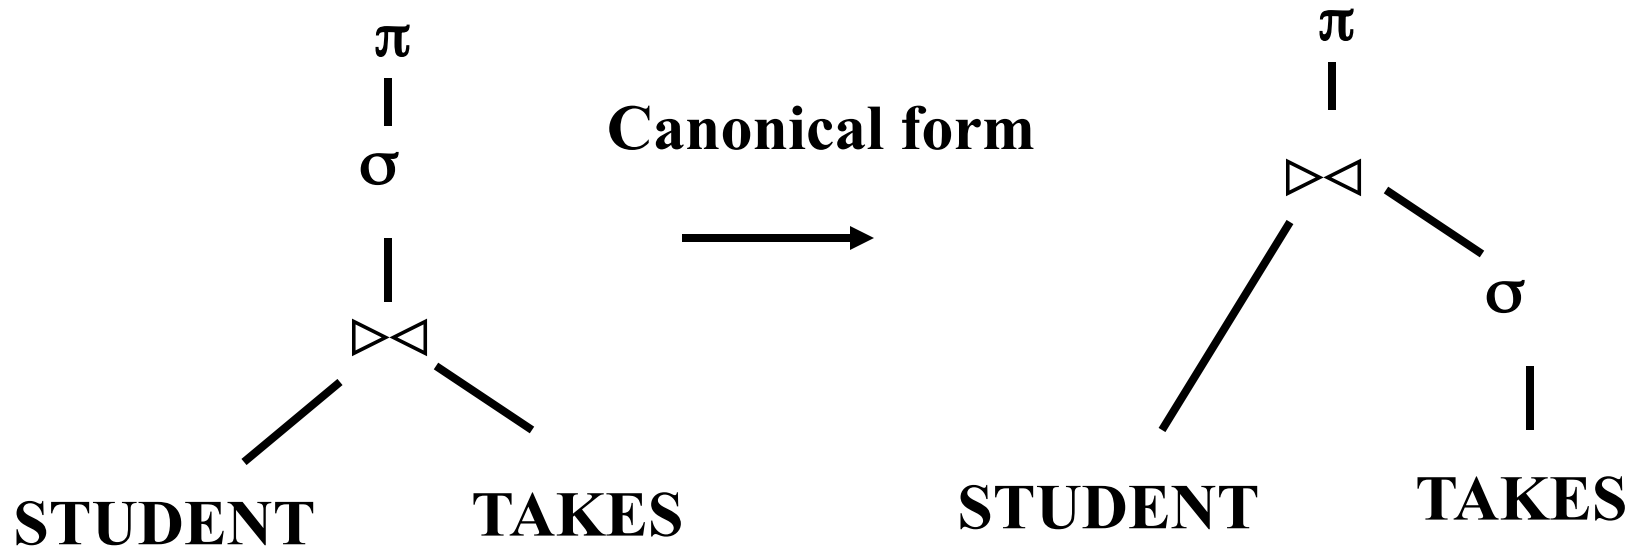 π
σ
⋈
STUDENT TAKES
Canonical form
π
⋈
σ
STUDENT TAKES